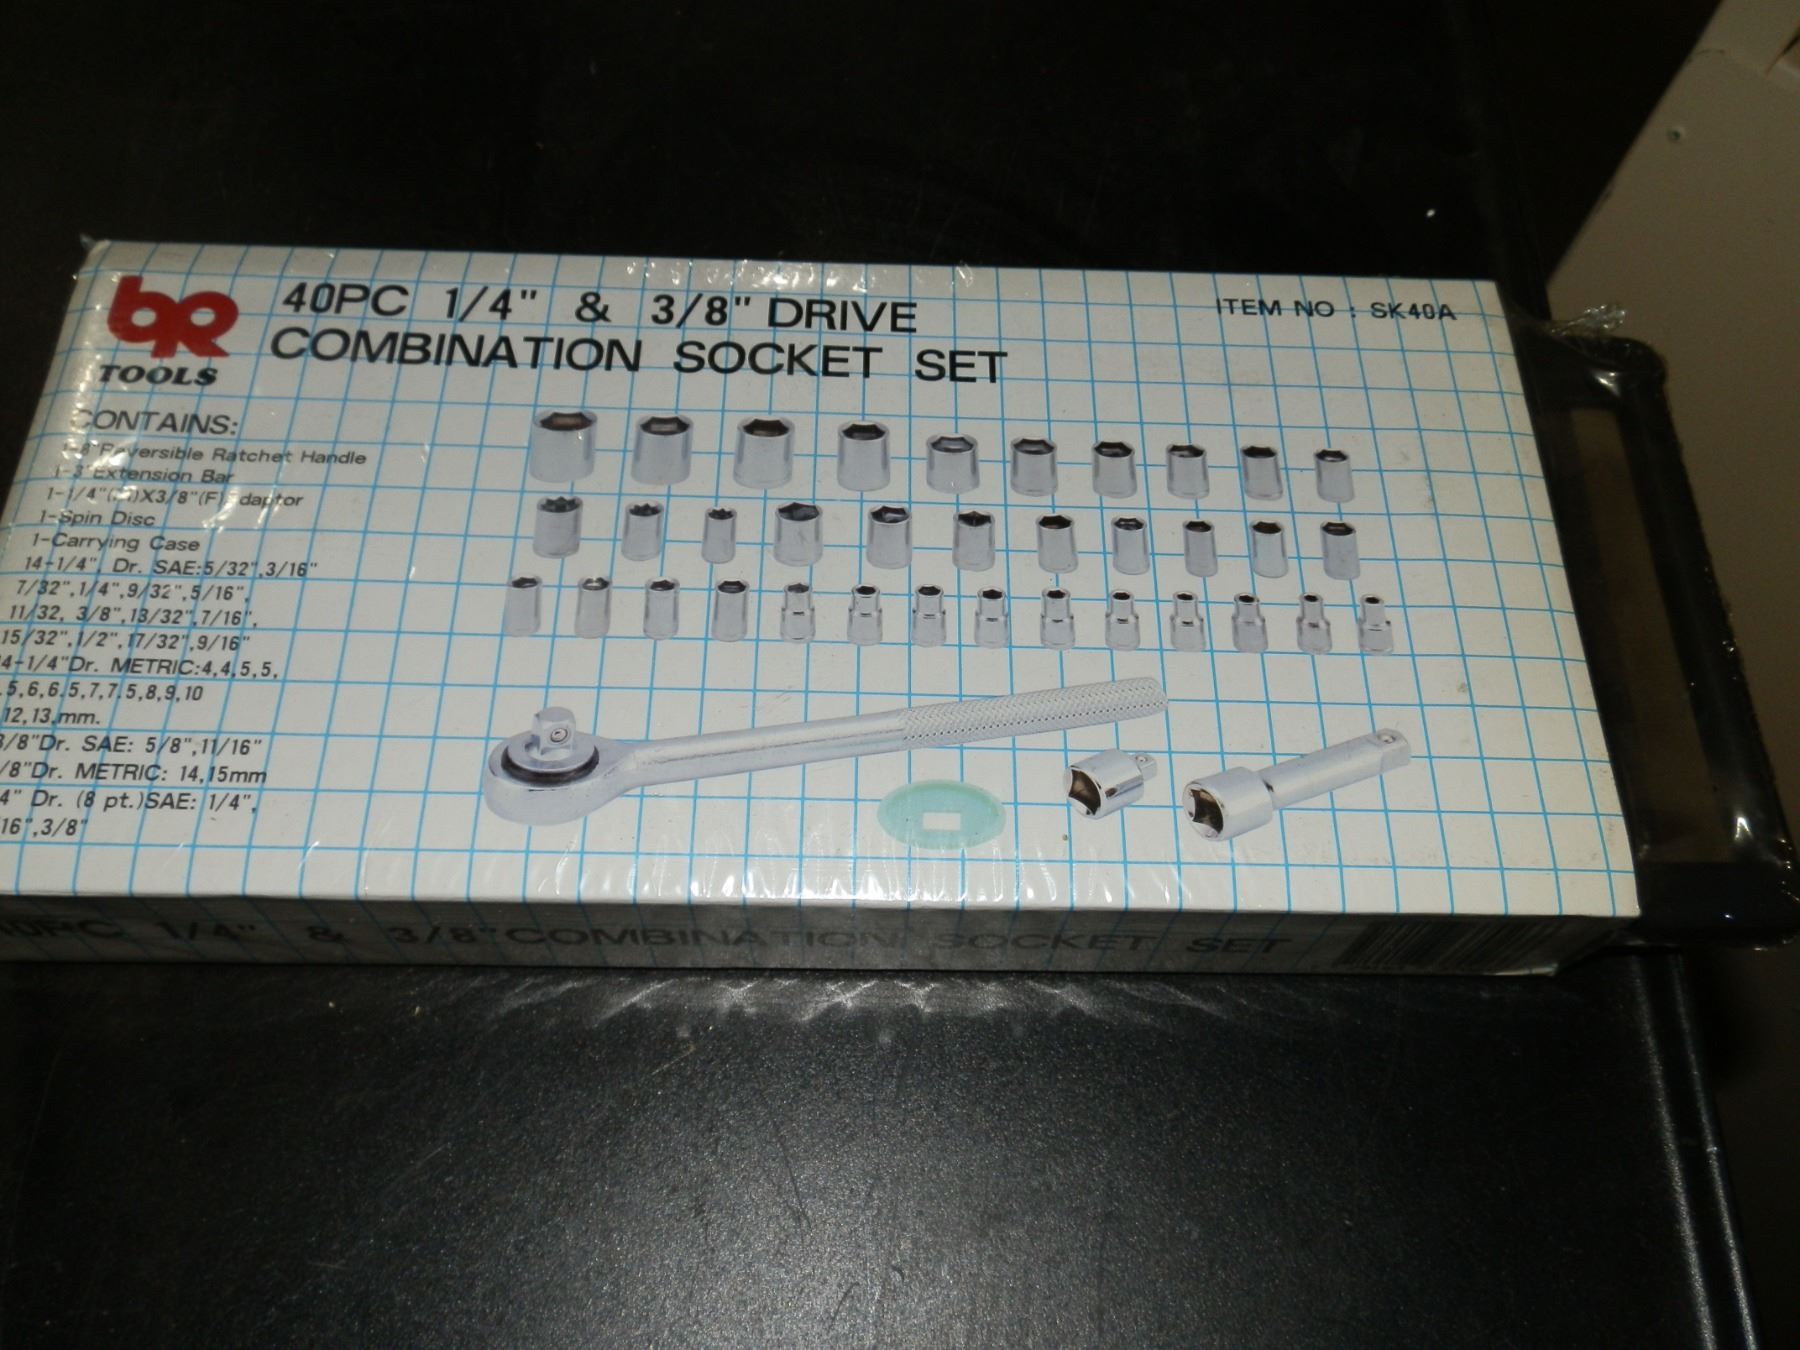 br
TOOLS
40PC 1/4" & 3/8" DRIVE
COMBINATION SOCKET SET
ITEM NO : SK40A
CONTAINS:
Reversible Ratchet Handle
1-3"Extension Bar
1-1/4"(M)X3/8"(F)
1-Spin Disc
1-Carrying Case
14-1/4", Dr. SAE:5/32",3/16"
7/32",1/4",9/32",5/16",
11/32, 3/8",13/32",7/16",
15/32",1/2",17/32",9/16"
4-1/4"Dr. METRIC:4,4,5,5,
.5,6,6.5,7,7.5,8,9,10
12,13,mm.
3/8"Dr. SAE: 5/8",11/16"
/8"Dr. METRIC: 14,15mm
4" Dr. (8 pt.)SAE: 1/4",
16",3/8"
40PC 1/4" & 3/8"COMBINATION SOCKET SET